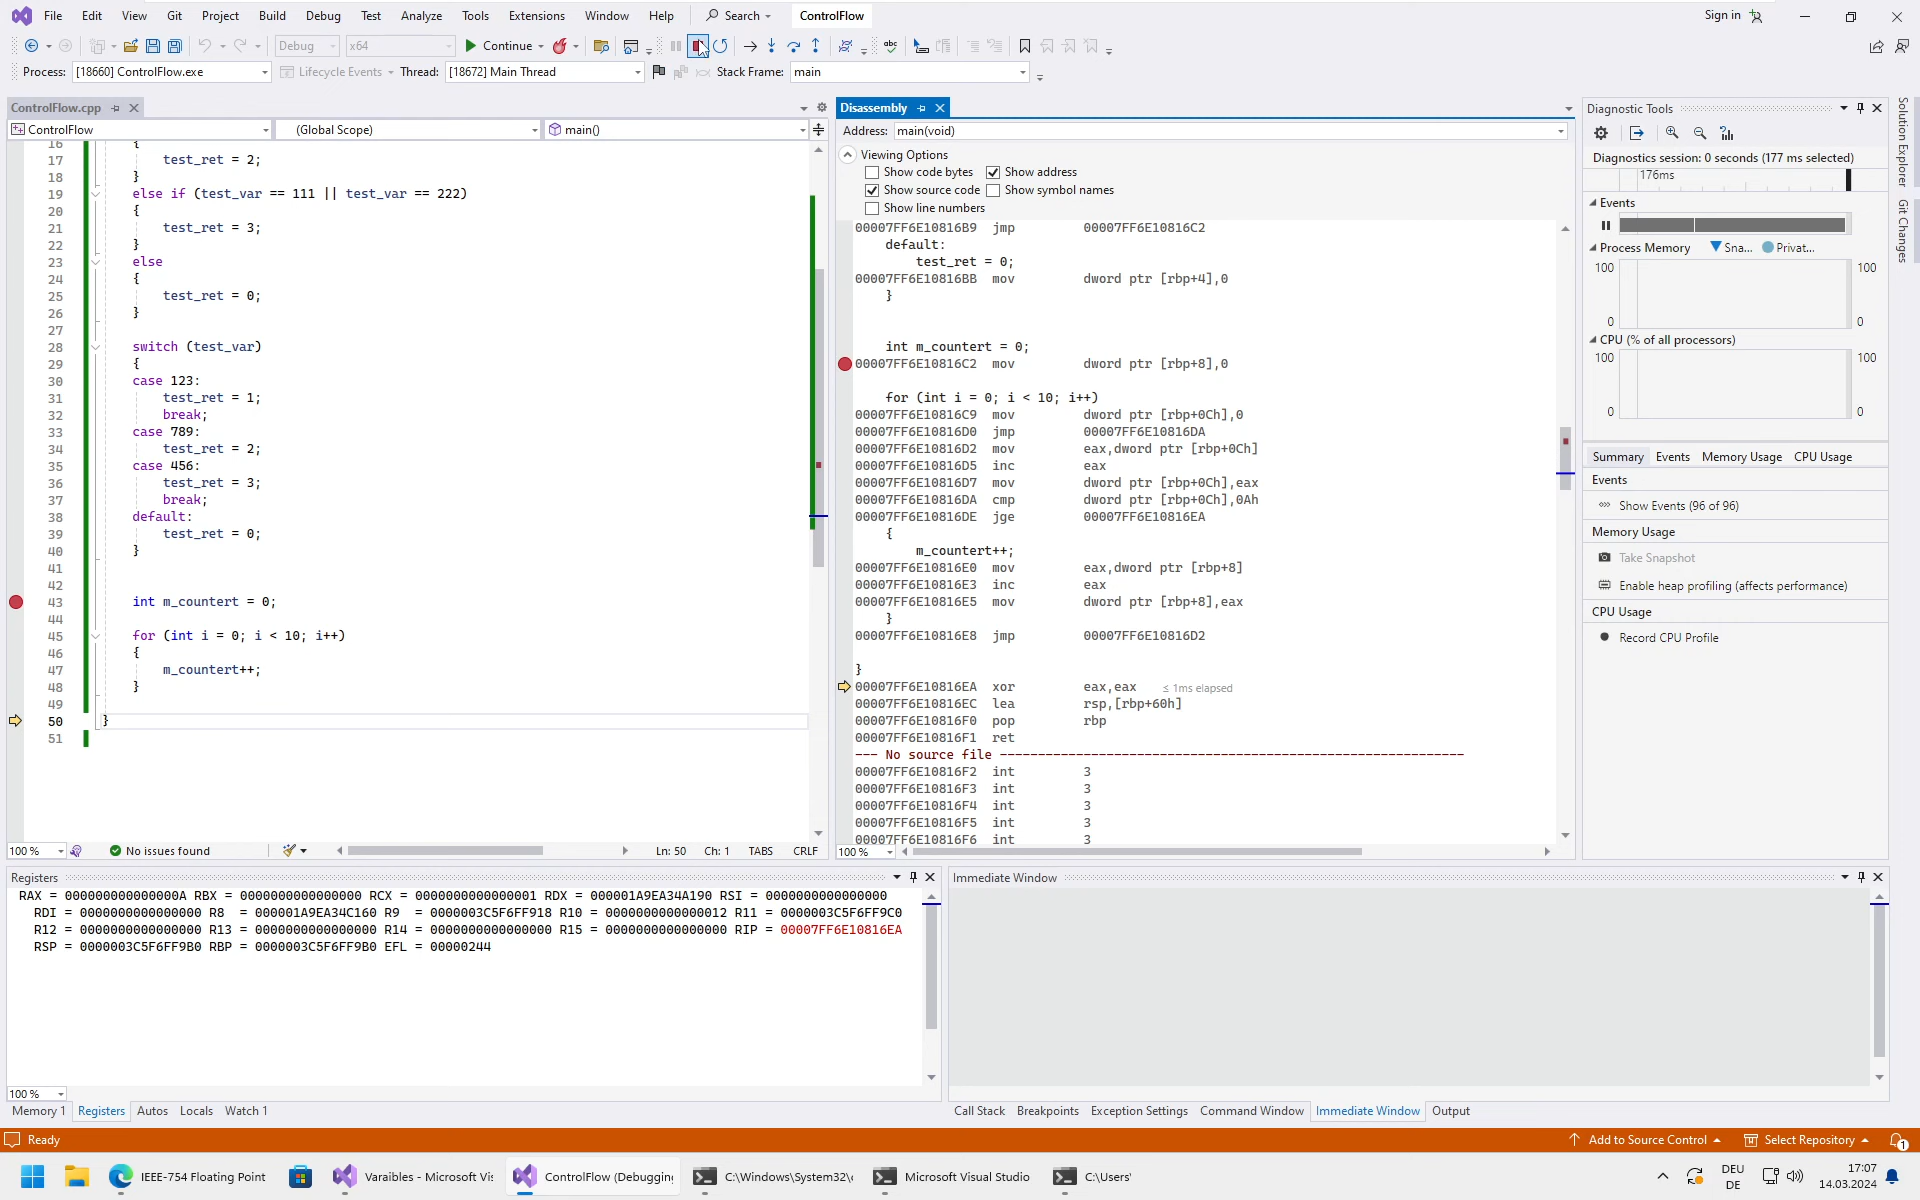 File Edit View Git Project Build Debug Test Analyze Tools Extensions Window Help Search ControlFlow Sign in
Debug x64 Continue
Process: [18660] ControlFlow.exe Lifecycle Events Thread: [18672] Main Thread Stack Frame: main
ControlFlow.cpp
ControlFlow (Global Scope) main()
16 {
17 test_ret = 2;
18 }
19 else if (test_var == 111 || test_var == 222)
20 {
21 test_ret = 3;
22 }
23 else
24 {
25 test_ret = 0;
26 }
27
28 switch (test_var)
29 {
30 case 123:
31 test_ret = 1;
32 break;
33 case 789:
34 test_ret = 2;
35 case 456:
36 test_ret = 3;
37 break;
38 default:
39 test_ret = 0;
40 }
41
42
43 int m_countert = 0;
44
45 for (int i = 0; i < 10; i++)
46 {
47 m_countert++;
48 }
49
50 }
51
100 % No issues found Ln: 50 Ch: 1 TABS CRLF
Disassembly
Address: main(void)
Viewing Options
Show code bytes Show address
Show source code Show symbol names
Show line numbers
00007FF6E10816B9 jmp 00007FF6E10816C2
default:
test_ret = 0;
00007FF6E10816BB mov dword ptr [rbp+4],0
}
int m_countert = 0;
00007FF6E10816C2 mov dword ptr [rbp+8],0
for (int i = 0; i < 10; i++)
00007FF6E10816C9 mov dword ptr [rbp+0Ch],0
00007FF6E10816D0 jmp 00007FF6E10816DA
00007FF6E10816D2 mov eax,dword ptr [rbp+0Ch]
00007FF6E10816D5 inc eax
00007FF6E10816D7 mov dword ptr [rbp+0Ch],eax
00007FF6E10816DA cmp dword ptr [rbp+0Ch],0Ah
00007FF6E10816DE jge 00007FF6E10816EA
{
m_countert++;
00007FF6E10816E0 mov eax,dword ptr [rbp+8]
00007FF6E10816E3 inc eax
00007FF6E10816E5 mov dword ptr [rbp+8],eax
}
00007FF6E10816E8 jmp 00007FF6E10816D2
}
00007FF6E10816EA xor eax,eax ≤ 1ms elapsed
00007FF6E10816EC lea rsp,[rbp+60h]
00007FF6E10816F0 pop rbp
00007FF6E10816F1 ret
--- No source file -------------------------------------------------------------
00007FF6E10816F2 int 3
00007FF6E10816F3 int 3
00007FF6E10816F4 int 3
00007FF6E10816F5 int 3
00007FF6E10816F6 int 3
100 %
Diagnostic Tools
Diagnostics session: 0 seconds (177 ms selected)
176ms
Events
Process Memory Sna... Privat...
100 100
0 0
CPU (% of all processors)
100 100
0 0
Summary Events Memory Usage CPU Usage
Events
Show Events (96 of 96)
Memory Usage
Take Snapshot
Enable heap profiling (affects performance)
CPU Usage
Record CPU Profile
Solution Explorer
Git Changes
Registers
RAX = 000000000000000A RBX = 0000000000000000 RCX = 0000000000000001 RDX = 000001A9EA34A190 RSI = 0000000000000000
RDI = 0000000000000000 R8 = 000001A9EA34C160 R9 = 0000003C5F6FF918 R10 = 0000000000000012 R11 = 0000003C5F6FF9C0
R12 = 0000000000000000 R13 = 0000000000000000 R14 = 0000000000000000 R15 = 0000000000000000 RIP = 00007FF6E10816EA
RSP = 0000003C5F6FF9B0 RBP = 0000003C5F6FF9B0 EFL = 00000244
100 %
Memory 1 Registers Autos Locals Watch 1
Immediate Window
Call Stack Breakpoints Exception Settings Command Window Immediate Window Output
Ready Add to Source Control Select Repository 1
IEEE-754 Floating Point Varaibles - Microsoft Vis ControlFlow (Debugging C:\Windows\System32\c Microsoft Visual Studio C:\Users' DEU 17:07
DE 14.03.2024